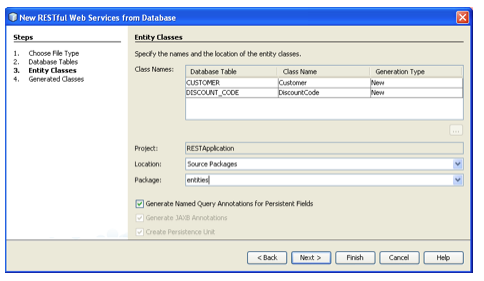 New RESTful Web Services from Database
Steps
1. Choose File Type
2. Database Tables
3. Entity Classes
4. Generated Classes
Entity Classes
Specify the names and the location of the entity classes.
Class Names:
Database Table Class Name Generation Type
CUSTOMER Customer New
DISCOUNT_CODE DiscountCode New
...
Project: RESTApplication
Location: Source Packages
Package: entities
Generate Named Query Annotations for Persistent Fields
Generate JAXB Annotations
Create Persistence Unit
< Back Next > Finish Cancel Help